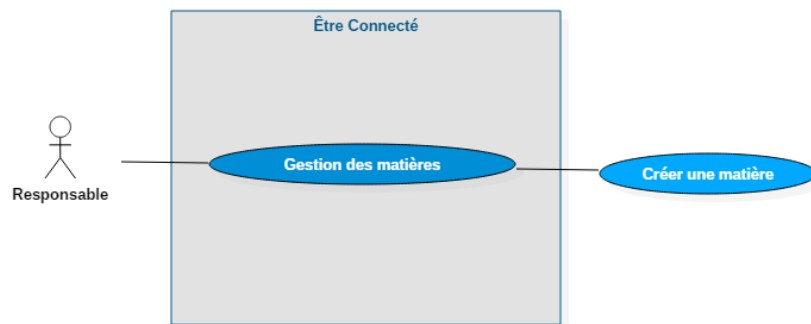 Être Connecté
Gestion des matières
Créer une matière
Responsable